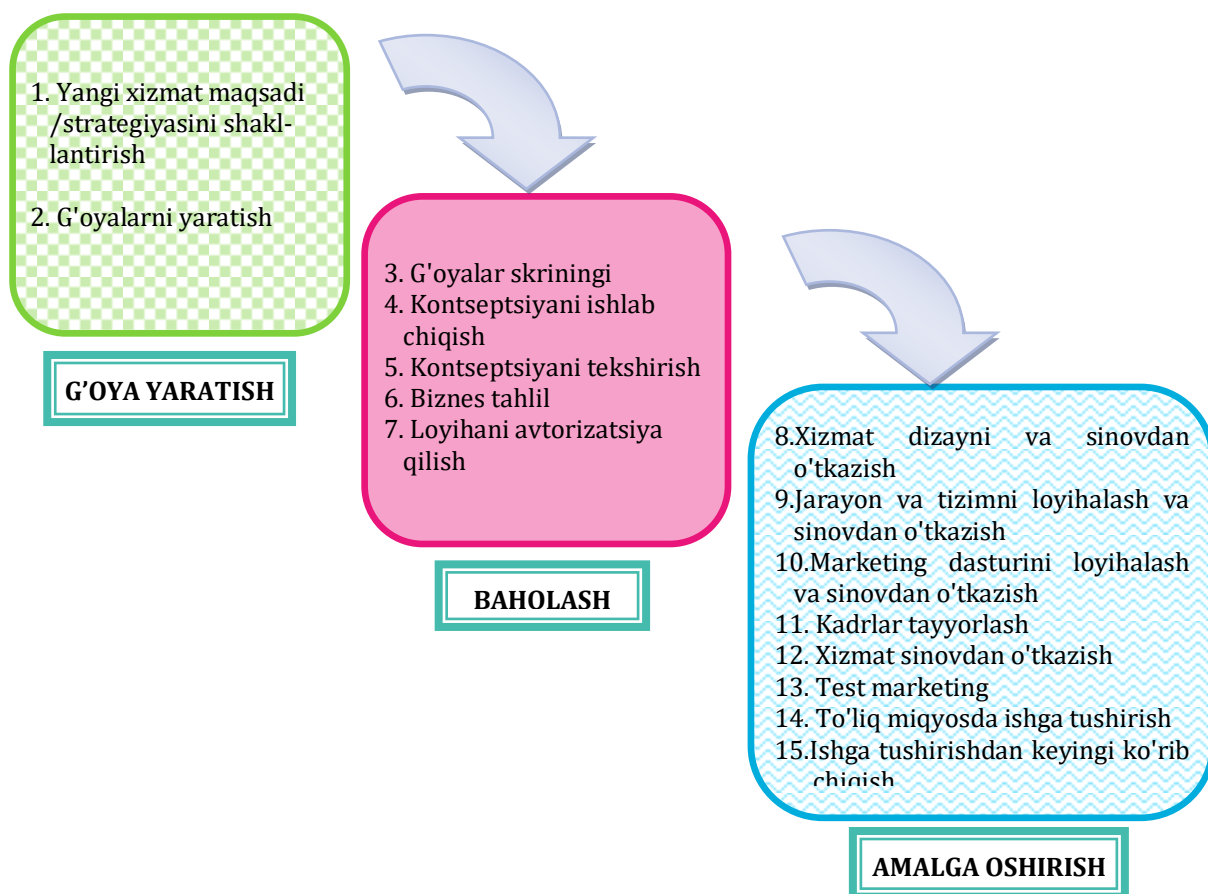 1. Yangi xizmat maqsadi
/strategiyasini shakl-
lantirish
2. G'oyalarni yaratish
G’OYA YARATISH
3. G'oyalar skriningi
4. Kontseptsiyani ishlab
chiqish
5. Kontseptsiyani tekshirish
6. Biznes tahlil
7. Loyihani avtorizatsiya
qilish
BAHOLASH
8.Xizmat dizayni va sinovdan
o'tkazish
9.Jarayon va tizimni loyihalash va
sinovdan o'tkazish
10.Marketing dasturini loyihalash
va sinovdan o'tkazish
11. Kadrlar tayyorlash
12. Xizmat sinovdan o'tkazish
13. Test marketing
14. To'liq miqyosda ishga tushirish
15.Ishga tushirishdan keyingi ko'rib
chiqish
AMALGA OSHIRISH